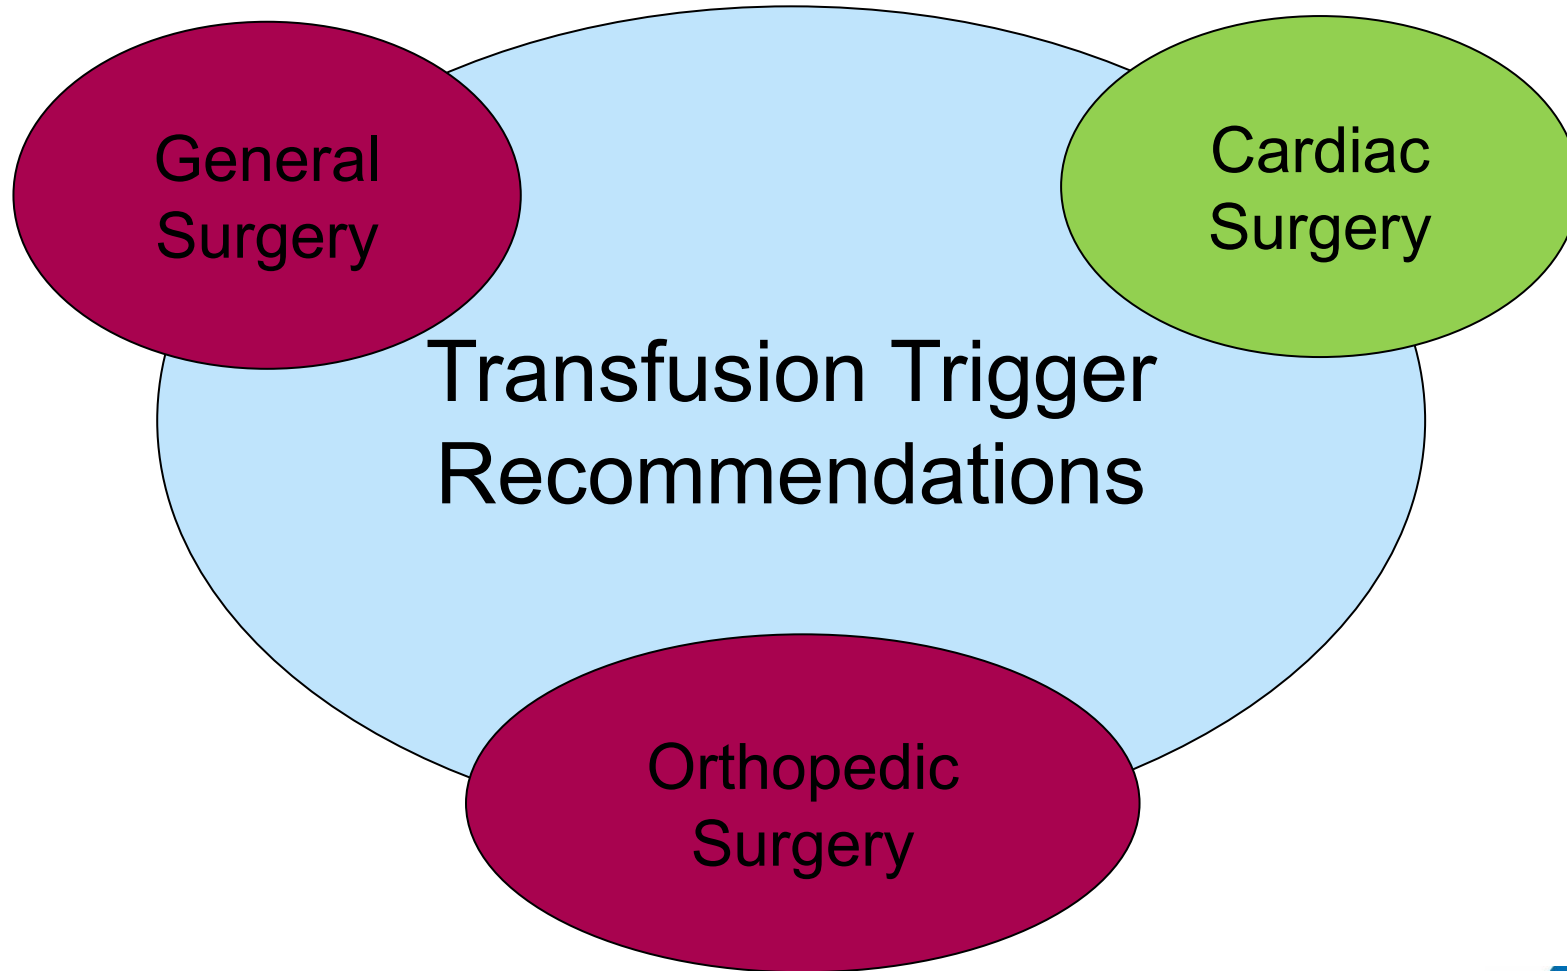 General
Surgery
Cardiac
Surgery
Transfusion Trigger
Recommendations
Orthopedic
Surgery